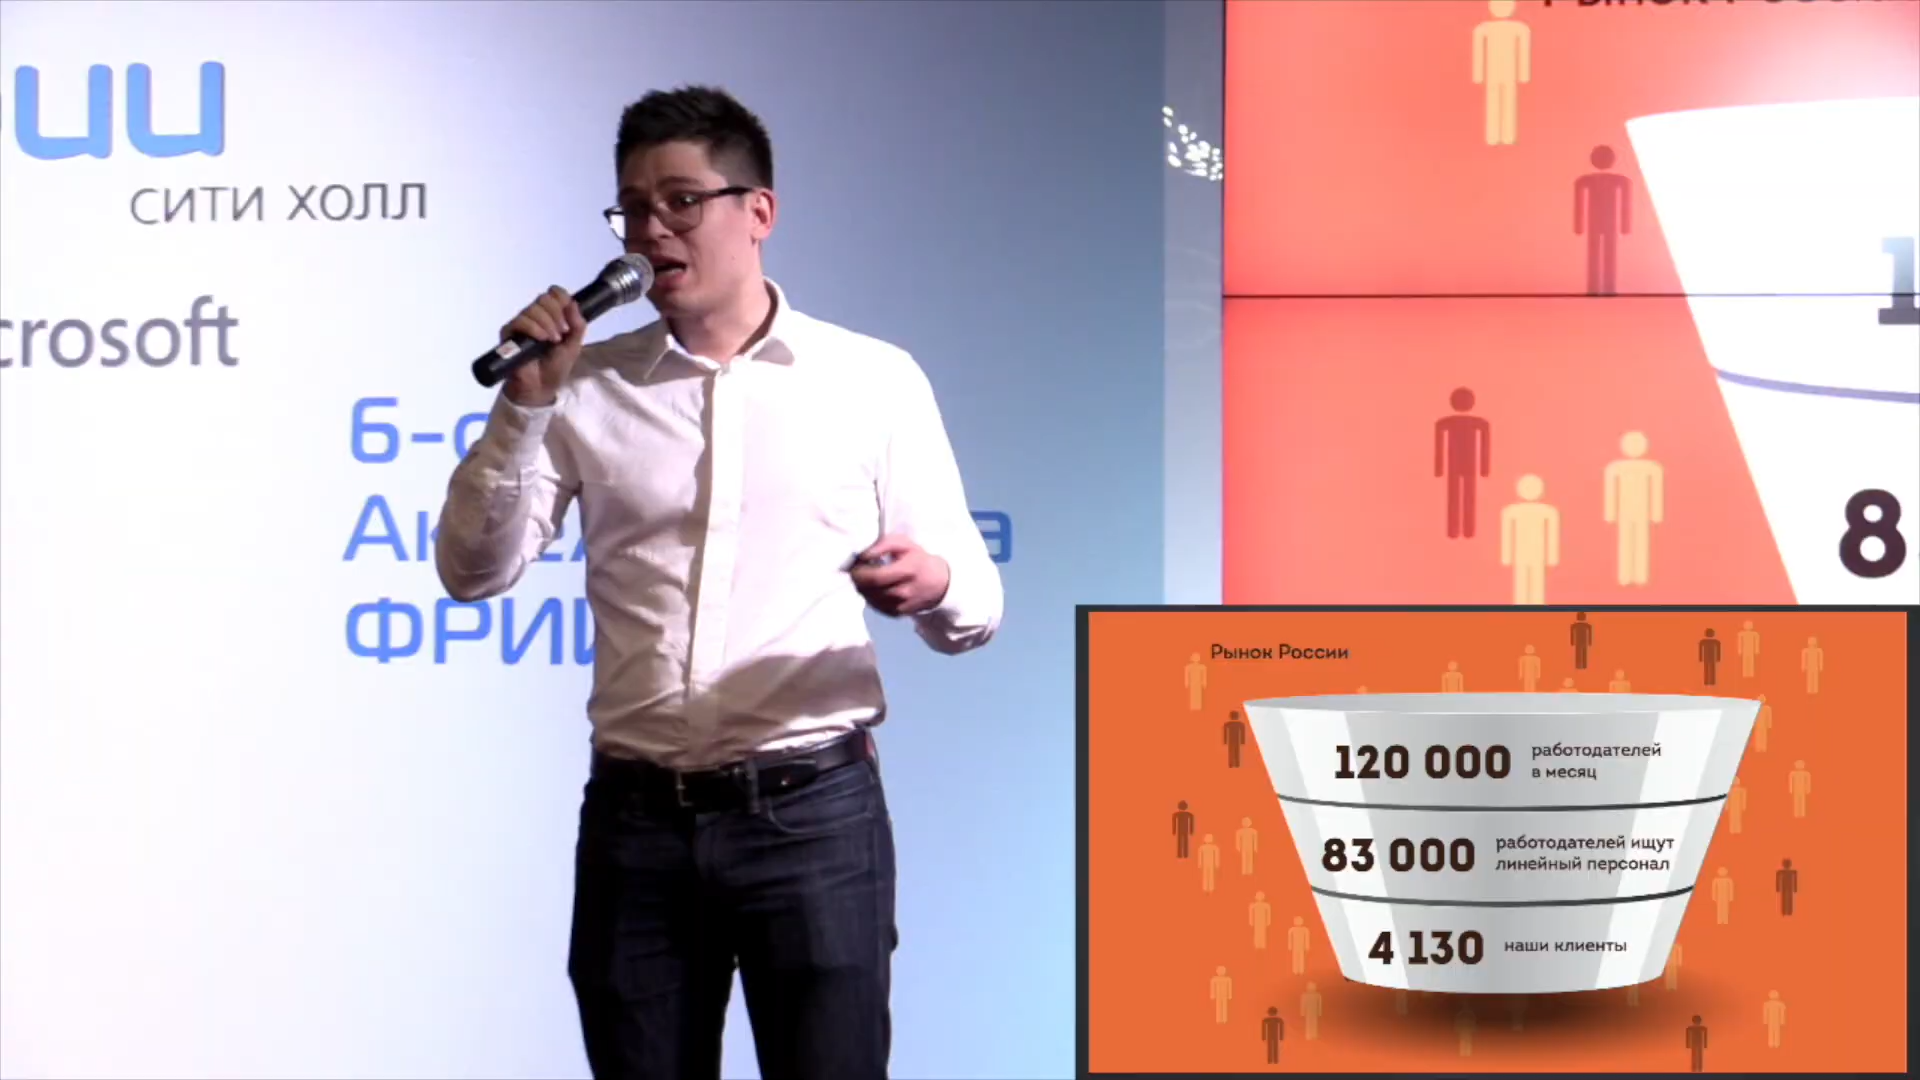 сити холл
crosoft
6-
Ак
а
ФРИИ
8
Рынок России
120 000 работодателей
в месяц
83 000 работодателей ищут
линейный персонал
4 130 наши клиенты